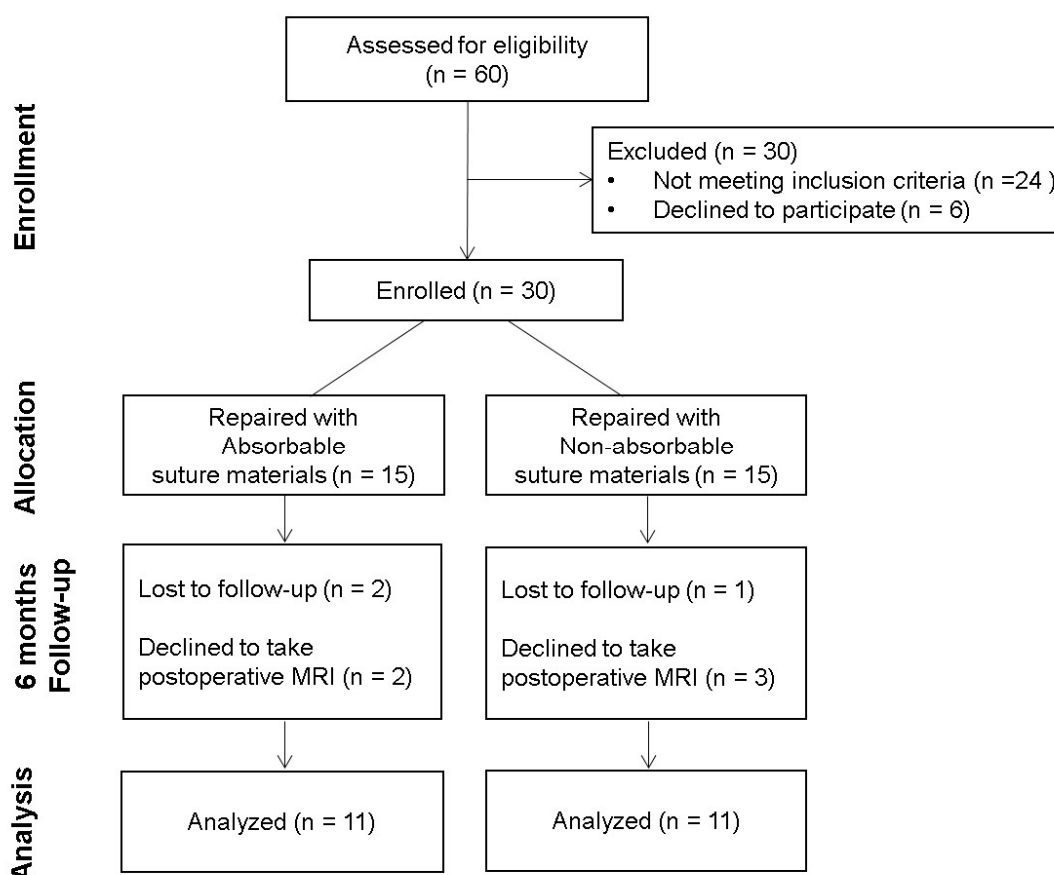 Enrollment
Assessed for eligibility
(n = 60)
Excluded (n = 30)
• Not meeting inclusion criteria (n =24 )
• Declined to participate (n = 6)
Enrolled (n = 30)
Allocation
Repaired with
Absorbable
suture materials (n = 15)
Repaired with
Non-absorbable
suture materials (n = 15)
6 months
Follow-up
Lost to follow-up (n = 2)
Declined to take
postoperative MRI (n = 2)
Lost to follow-up (n = 1)
Declined to take
postoperative MRI (n = 3)
Analysis
Analyzed (n = 11)
Analyzed (n = 11)